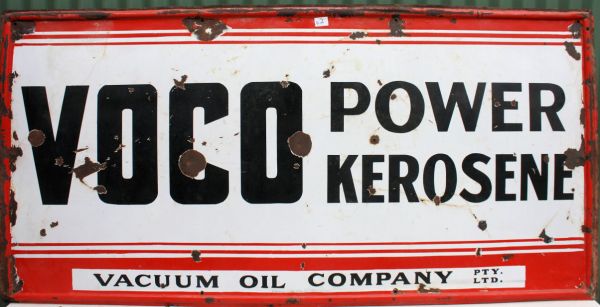 VOCO POWER
KEROSENE
VACUUM OIL COMPANY PTY.
LTD.